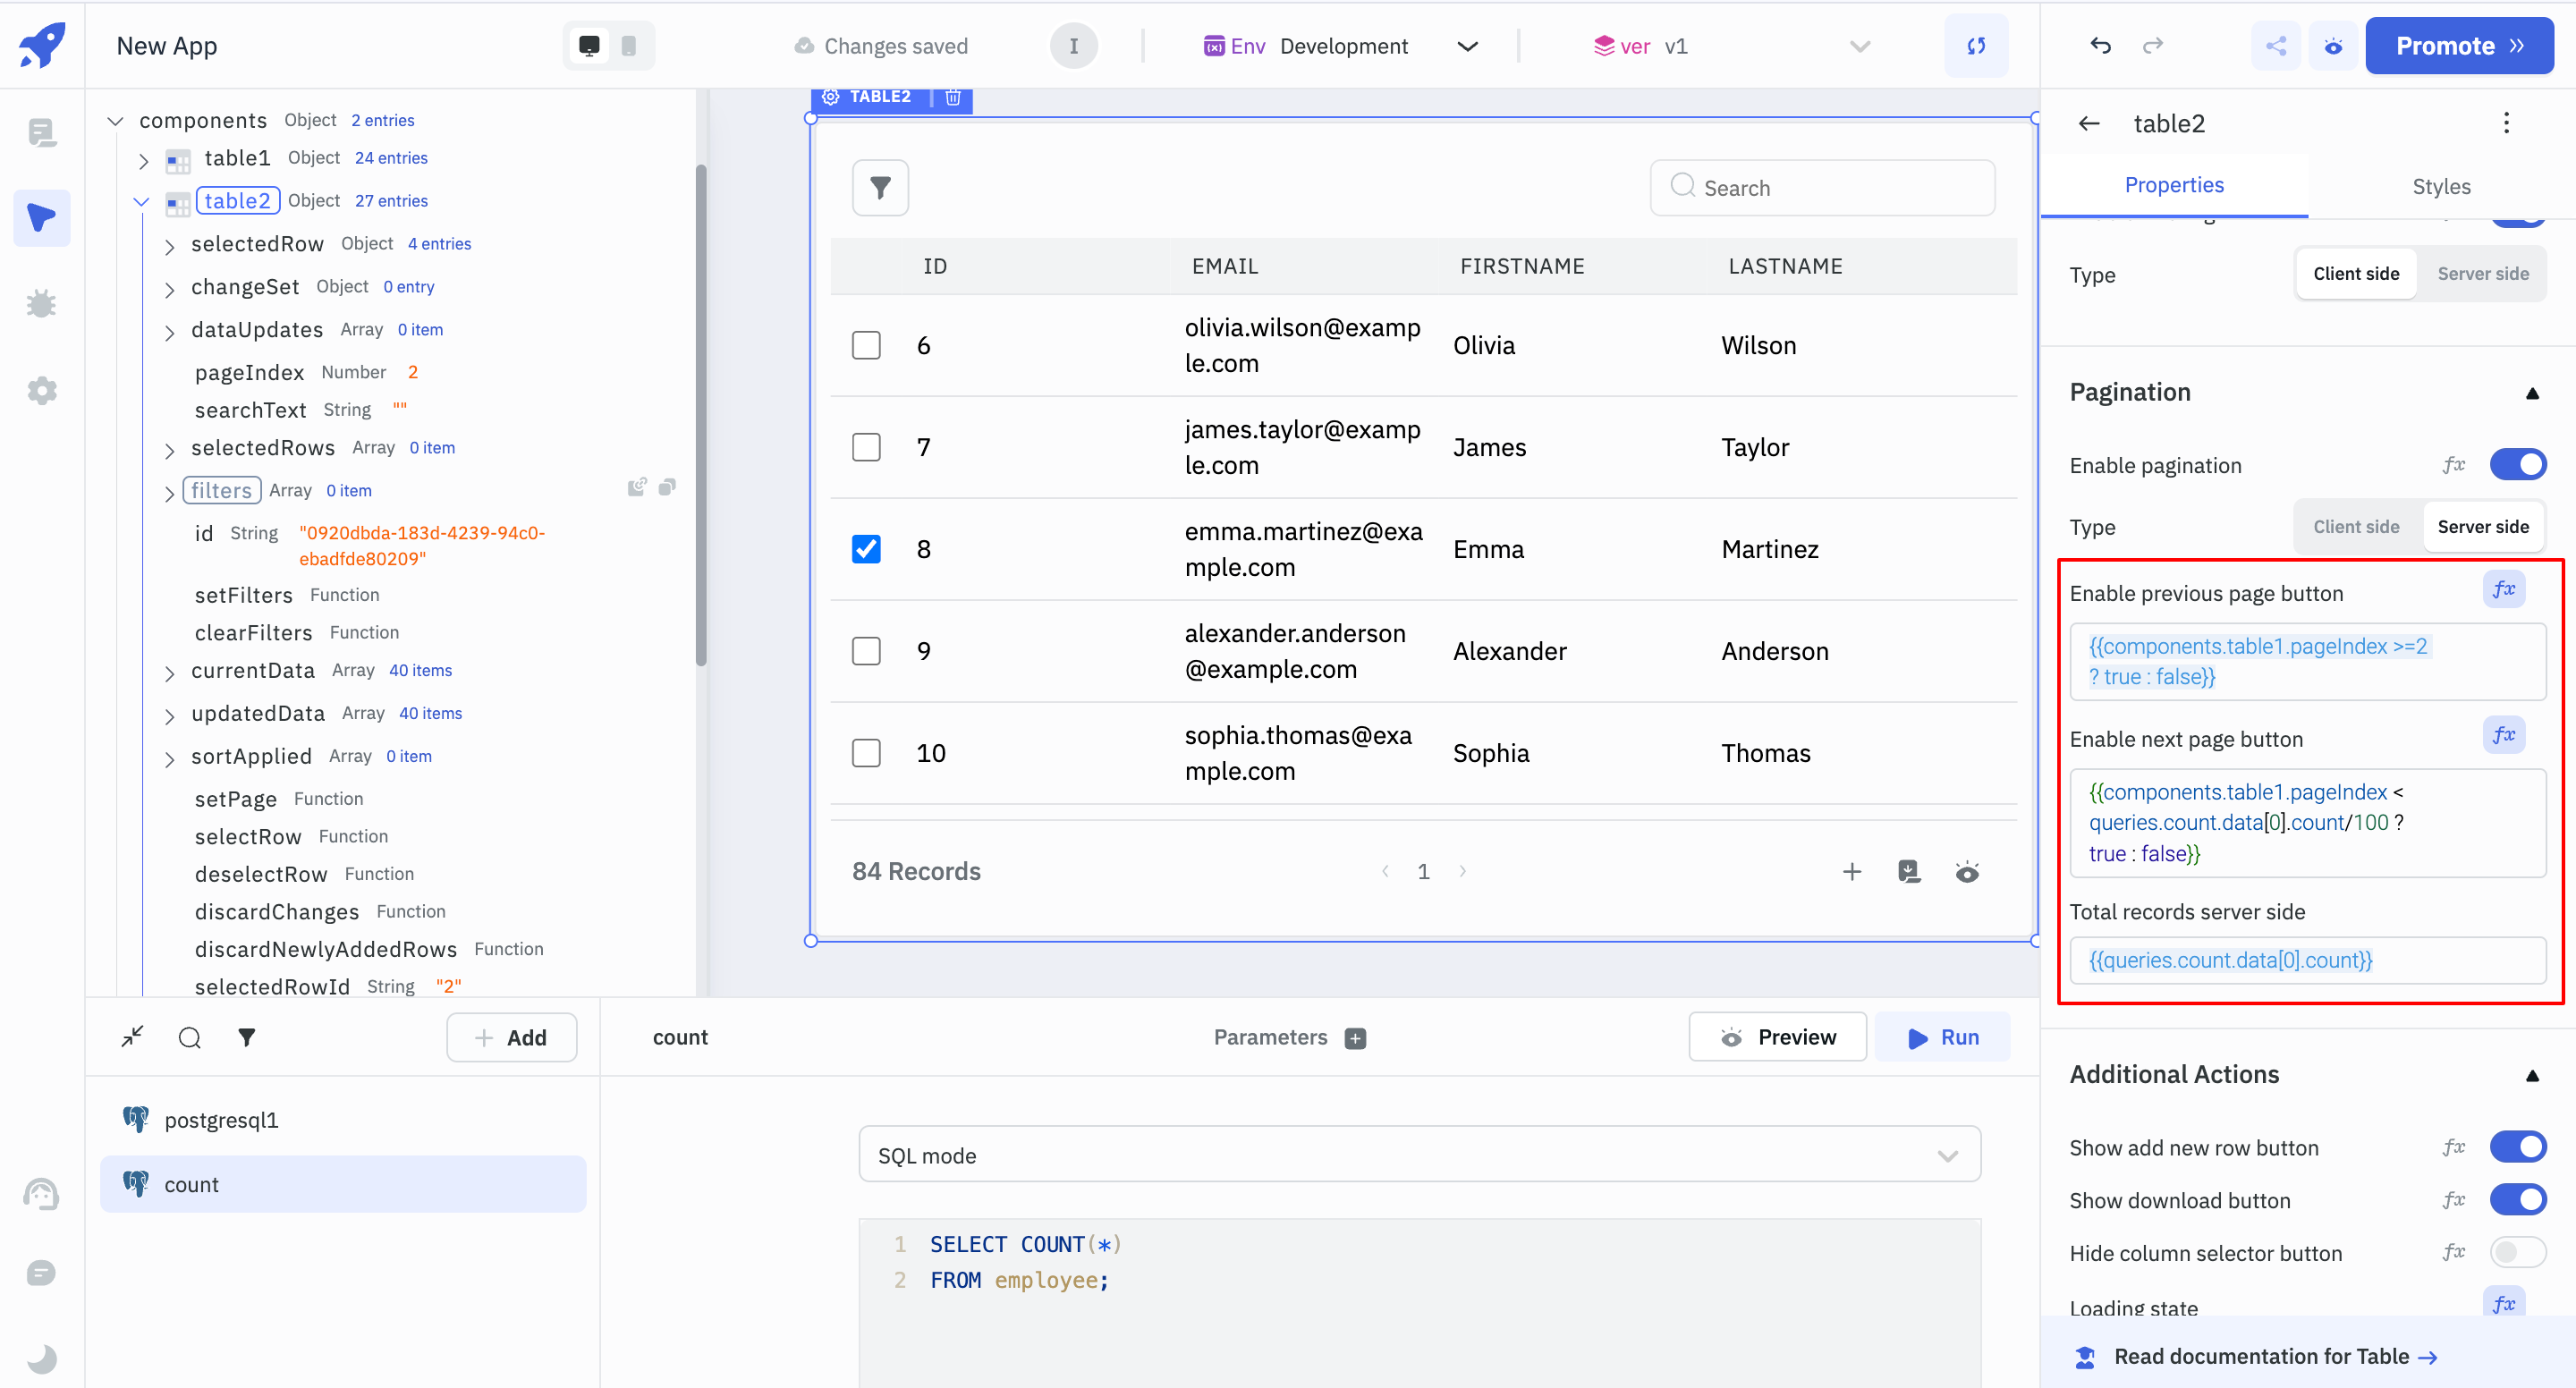 New App
Changes saved
I
Env Development
ver v1
Promote
components Object 2 entries
table1 Object 24 entries
table2 Object 27 entries
selectedRow Object 4 entries
changeSet Object 0 entry
dataUpdates Array 0 item
pageIndex Number 2
searchText String ""
selectedRows Array 0 item
filters Array 0 item
id String "0920dbda-183d-4239-94c0-
ebadfde80209"
setFilters Function
clearFilters Function
currentData Array 40 items
updatedData Array 40 items
sortApplied Array 0 item
setPage Function
selectRow Function
deselectRow Function
discardChanges Function
discardNewlyAddedRows Function
selectedRowId String "2"
TABLE2
Search
ID EMAIL FIRSTNAME LASTNAME
6 olivia.wilson@examp
le.com Olivia Wilson
7 james.taylor@examp
le.com James Taylor
8 emma.martinez@exa
mple.com Emma Martinez
9 alexander.anderson
@example.com Alexander Anderson
10 sophia.thomas@exa
mple.com Sophia Thomas
84 Records
1
table2
Properties Styles
Type Client side Server side
Pagination
Enable pagination fx
Type Client side Server side
Enable previous page button fx
{{components.table1.pageIndex >=2
? true : false}}
Enable next page button fx
{{components.table1.pageIndex <
queries.count.data[0].count/100 ?
true : false}}
Total records server side
{{queries.count.data[0].count}}
Additional Actions
Show add new row button fx
Show download button fx
Hide column selector button fx
Loading state fx
Read documentation for Table →
Add
postgresql1
count
count
Parameters
Preview
Run
SQL mode
1 SELECT COUNT(*)
2 FROM employee;